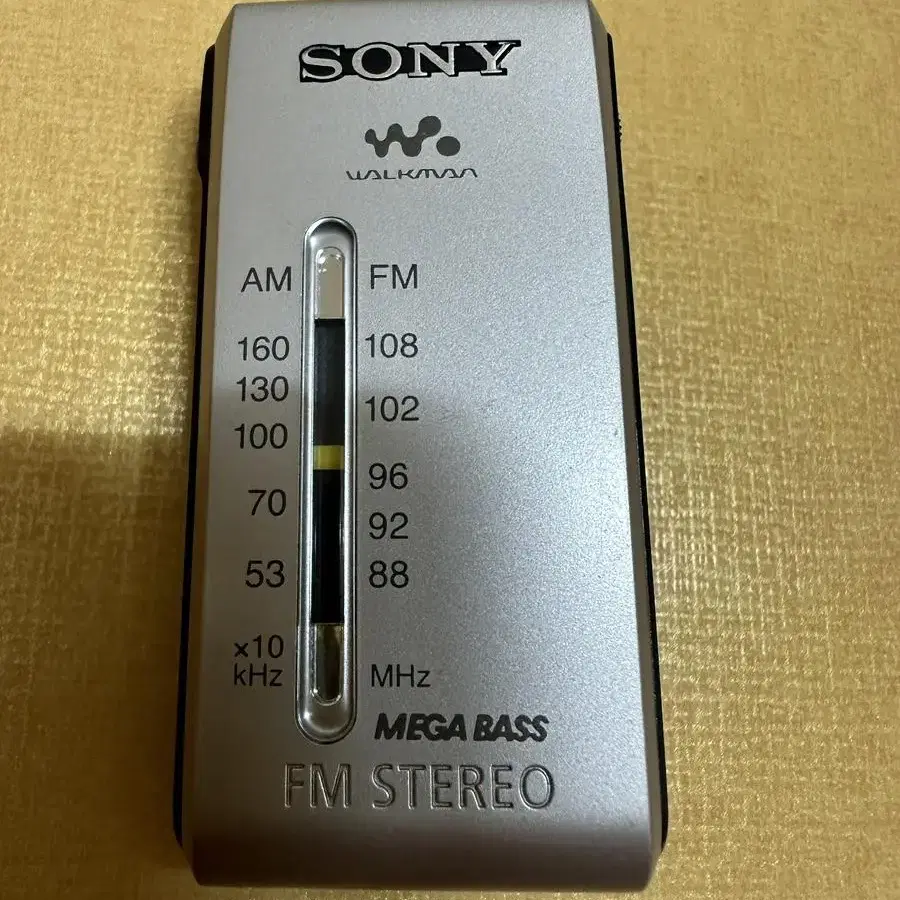 SONY
WALKMAN
AM FM
160 108
130
102
100
96
70
92
53 88
×10
kHz MHz
MEGA BASS
FM STEREO